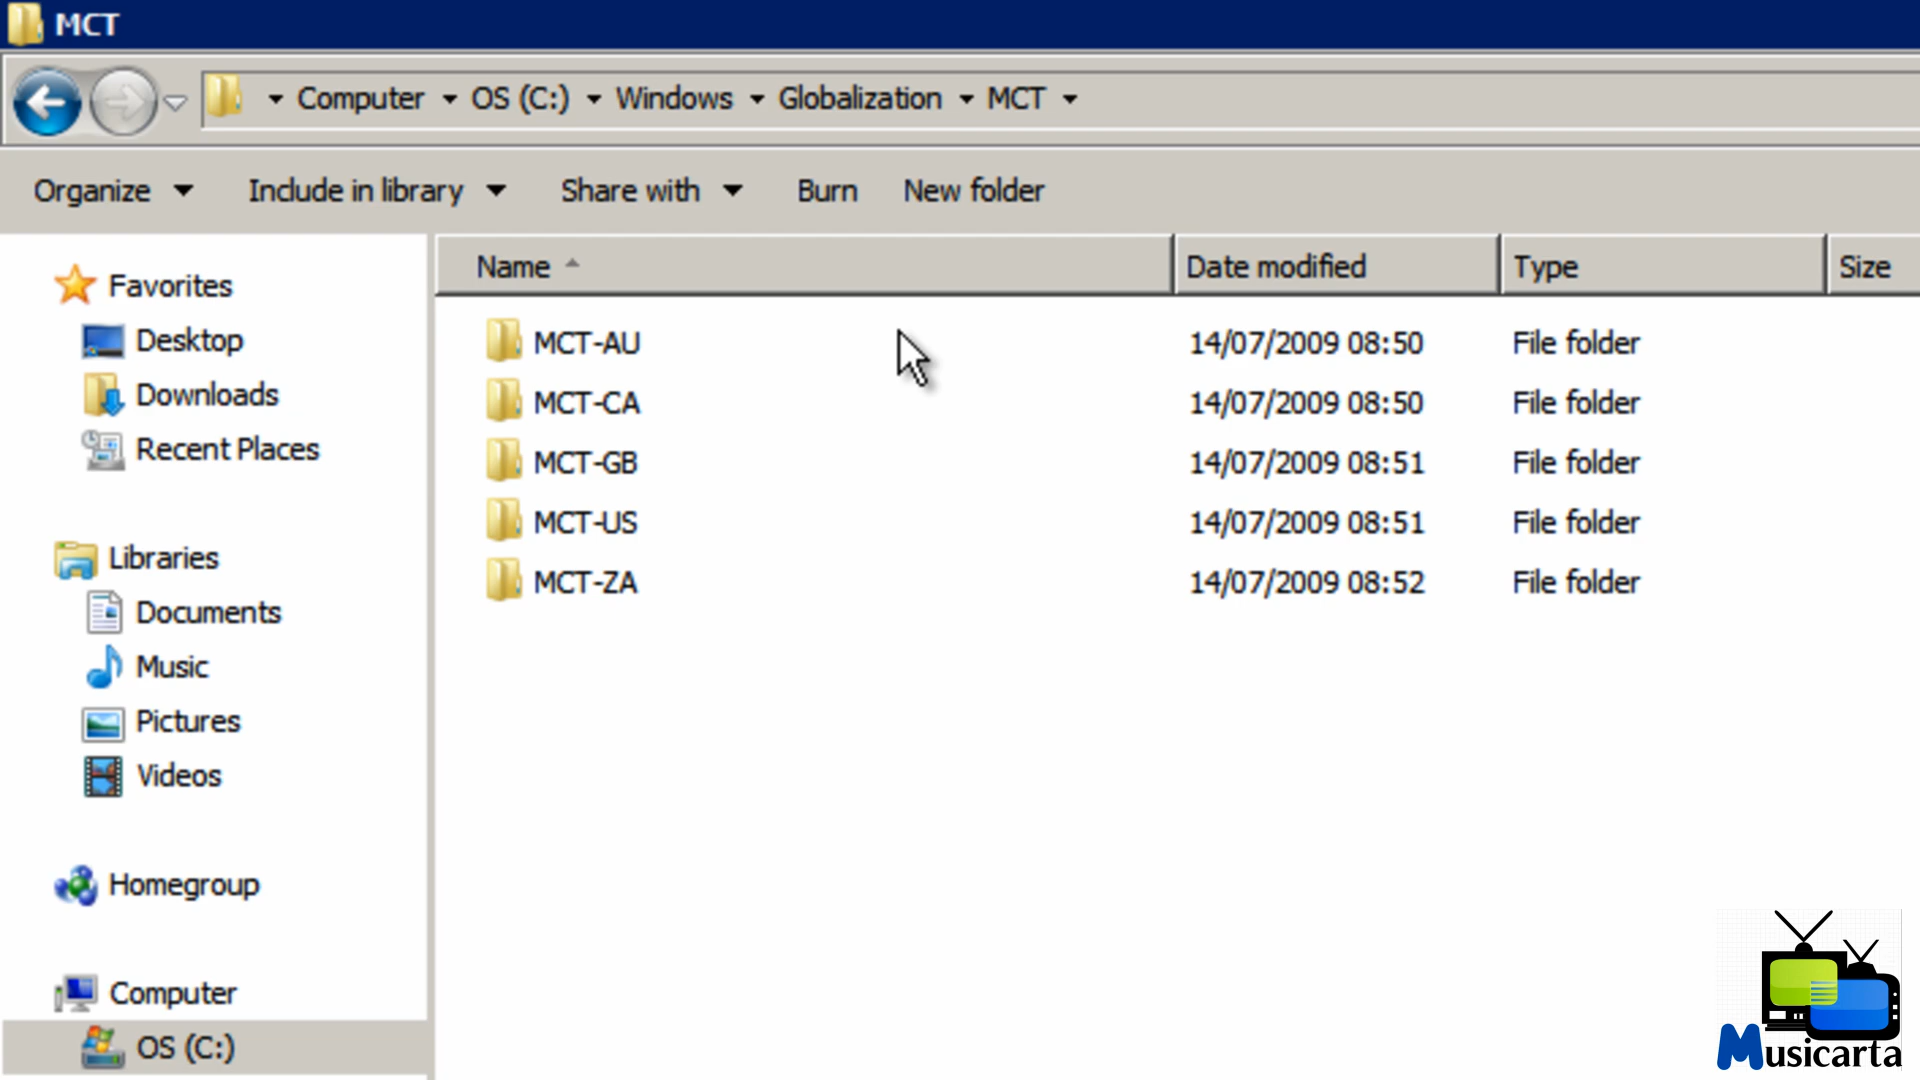 MCT
Computer OS (C:) Windows Globalization MCT
Organize Include in library Share with Burn New folder
Name Date modified Type Size
Favorites
Desktop
Downloads
Recent Places
Libraries
Documents
Music
Pictures
Videos
Homegroup
Computer
OS (C:)
MCT-AU 14/07/2009 08:50 File folder
MCT-CA 14/07/2009 08:50 File folder
MCT-GB 14/07/2009 08:51 File folder
MCT-US 14/07/2009 08:51 File folder
MCT-ZA 14/07/2009 08:52 File folder
Musicarta